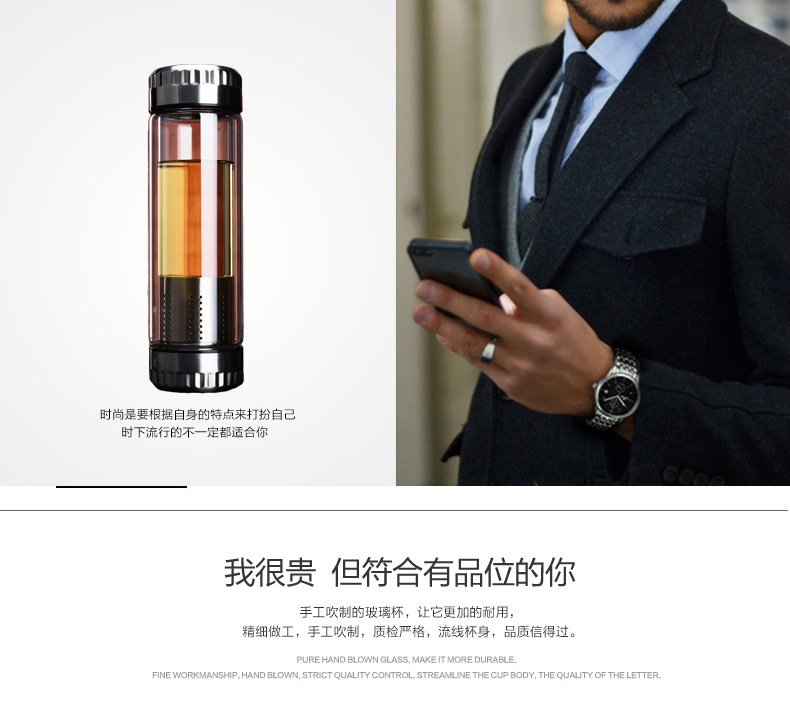 时尚是要根据自身的特点来打扮自己
时下流行的不一定都适合你
我很贵 但符合有品位的你
手工吹制的玻璃杯，让它更加的耐用，
精细做工，手工吹制，质检严格，流线杯身，品质信得过。
PURE HAND BLOWN GLASS, MAKE IT MORE DURABLE,
FINE WORKMANSHIP, HAND BLOWN, STRICT QUALITY CONTROL, STREAMLINE THE CUP BODY, THE QUALITY OF THE LETTER.